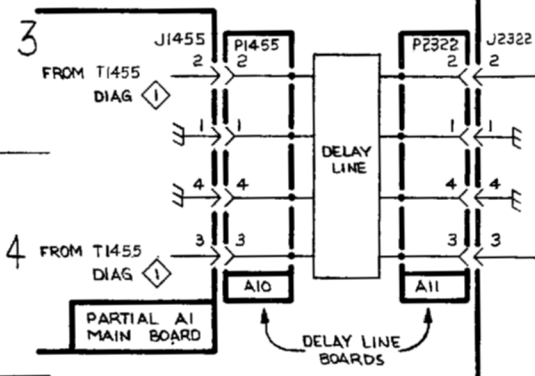 3
J1455 P1455 P2322 J2322
2 2 2 2
FROM T1455
DIAG 1
1 1 1 1
DELAY
LINE
4 4 4 4
3 3 3 3
4 FROM T1455
DIAG 1
A10 A11
PARTIAL A1
MAIN BOARD
DELAY LINE
BOARDS